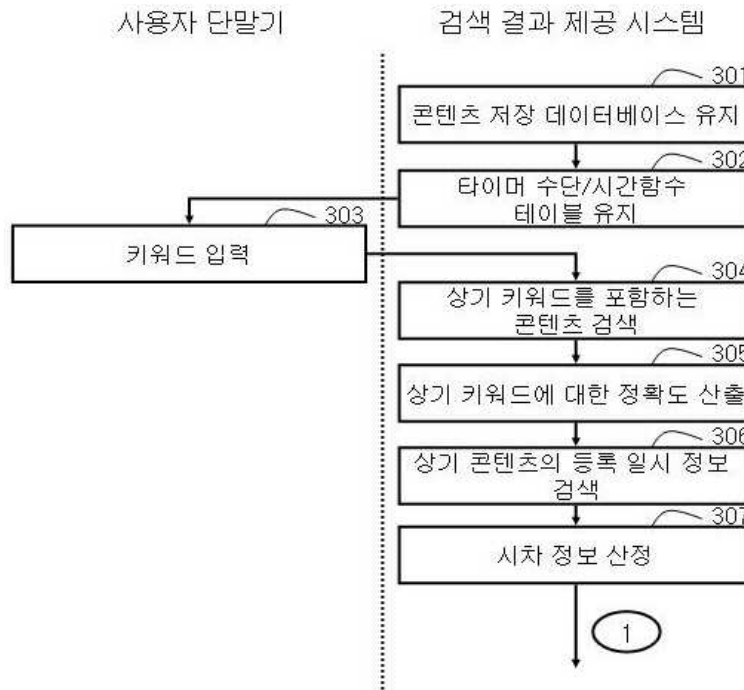 사용자 단말기
검색 결과 제공 시스템
301
콘텐츠 저장 데이터베이스 유지
302
타이머 수단/시간함수
테이블 유지
303
키워드 입력
304
상기 키워드를 포함하는
콘텐츠 검색
305
상기 키워드에 대한 정확도 산출
306
상기 콘텐츠의 등록 일시 정보
검색
307
시차 정보 산정
1